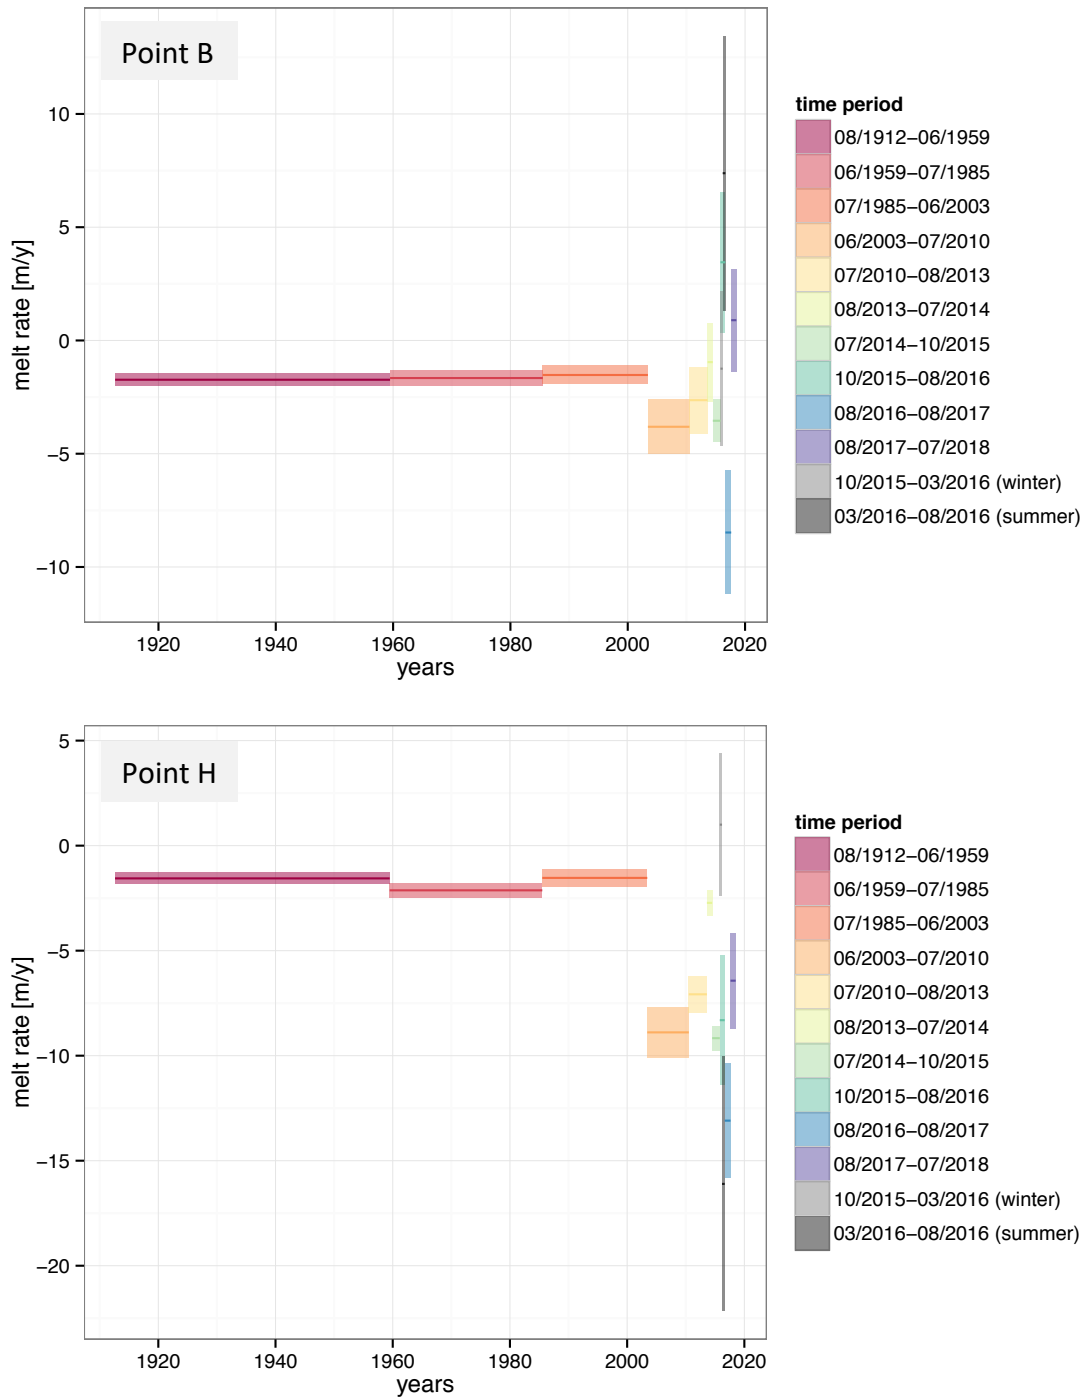 Point B
10
5
0
−5
−10
melt rate [m/y]
1920 1940 1960 1980 2000 2020
years
time period
08/1912−06/1959
06/1959−07/1985
07/1985−06/2003
06/2003−07/2010
07/2010−08/2013
08/2013−07/2014
07/2014−10/2015
10/2015−08/2016
08/2016−08/2017
08/2017−07/2018
10/2015−03/2016 (winter)
03/2016−08/2016 (summer)
Point H
5
0
−5
−10
−15
−20
melt rate [m/y]
1920 1940 1960 1980 2000 2020
years
time period
08/1912−06/1959
06/1959−07/1985
07/1985−06/2003
06/2003−07/2010
07/2010−08/2013
08/2013−07/2014
07/2014−10/2015
10/2015−08/2016
08/2016−08/2017
08/2017−07/2018
10/2015−03/2016 (winter)
03/2016−08/2016 (summer)